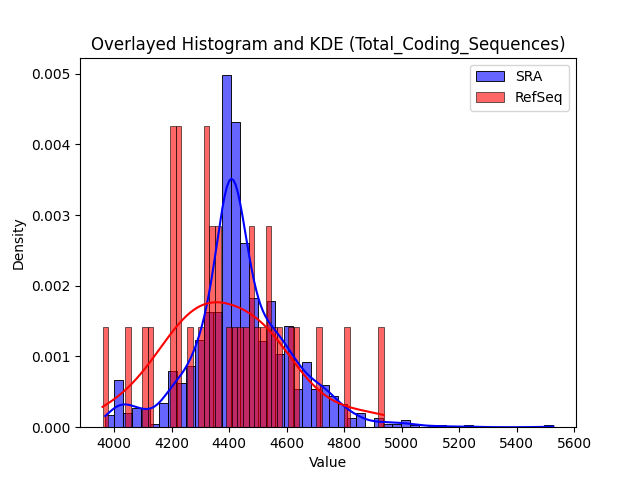 Overlayed Histogram and KDE (Total_Coding_Sequences)
SRA
RefSeq
Density
0.005
0.004
0.003
0.002
0.001
0.000
4000 4200 4400 4600 4800 5000 5200 5400 5600
Value